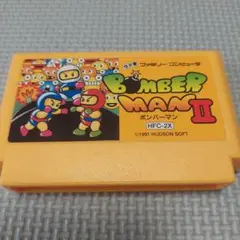 ファミリー コンピュータ
BOMBER
MAN II
ボンバーマン
HFC-2X
©1991 HUDSON SOFT